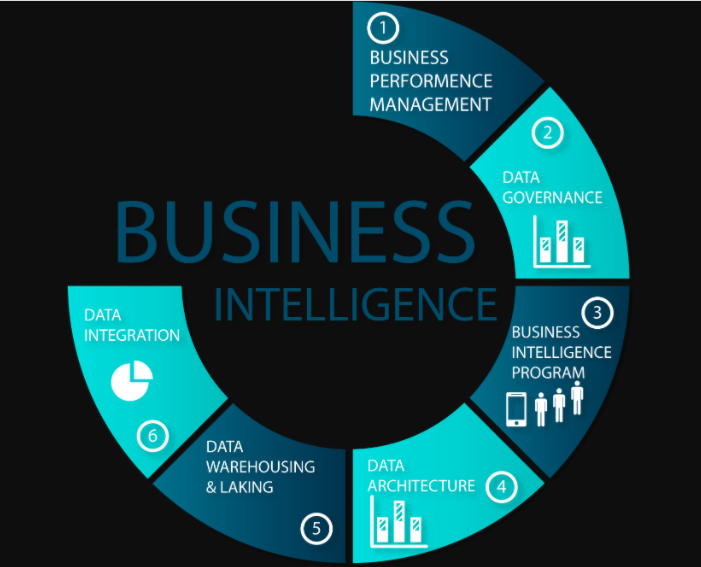 1
BUSINESS
PERFORMENCE
MANAGEMENT
2
DATA
GOVERNANCE
3
BUSINESS
INTELLIGENCE
PROGRAM
DATA
ARCHITECTURE
4
DATA
WAREHOUSING
& LAKING
5
DATA
INTEGRATION
6
BUSINESS
INTELLIGENCE